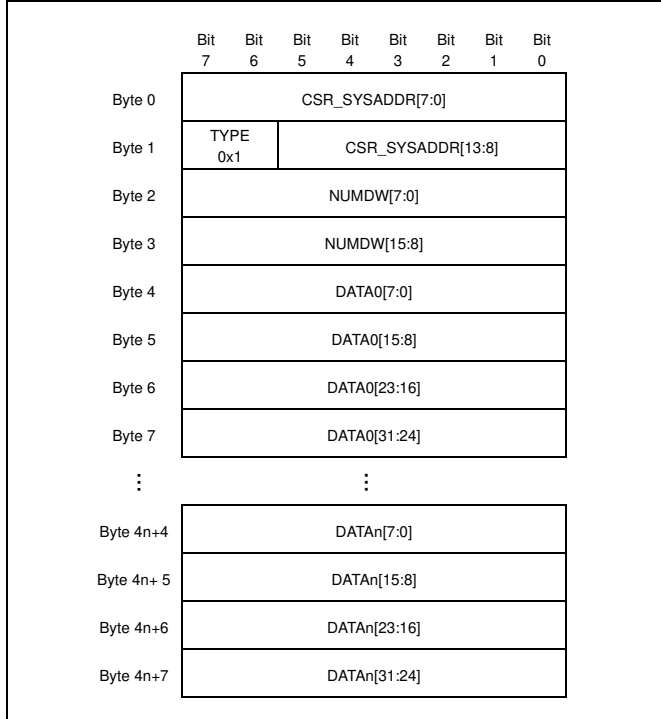 Bit Bit Bit Bit Bit Bit Bit Bit
7 6 5 4 3 2 1 0
Byte 0 CSR_SYSADDR[7:0]
Byte 1 TYPE 0x1 CSR_SYSADDR[13:8]
Byte 2 NUMDW[7:0]
Byte 3 NUMDW[15:8]
Byte 4 DATA0[7:0]
Byte 5 DATA0[15:8]
Byte 6 DATA0[23:16]
Byte 7 DATA0[31:24]
⋮ ⋮
Byte 4n+4 DATAn[7:0]
Byte 4n+ 5 DATAn[15:8]
Byte 4n+6 DATAn[23:16]
Byte 4n+7 DATAn[31:24]